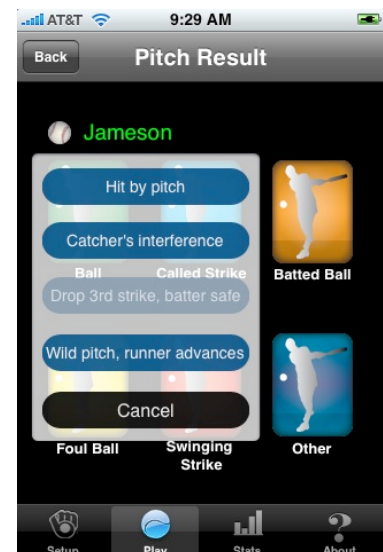 AT&T 9:29 AM
Back Pitch Result
Jameson
Hit by pitch
Catcher's interference
Ball Called Strike Batted Ball
Drop 3rd strike, batter safe
Wild pitch, runner advances
Cancel
Foul Ball Swinging Strike Other
Setup Play Stats About